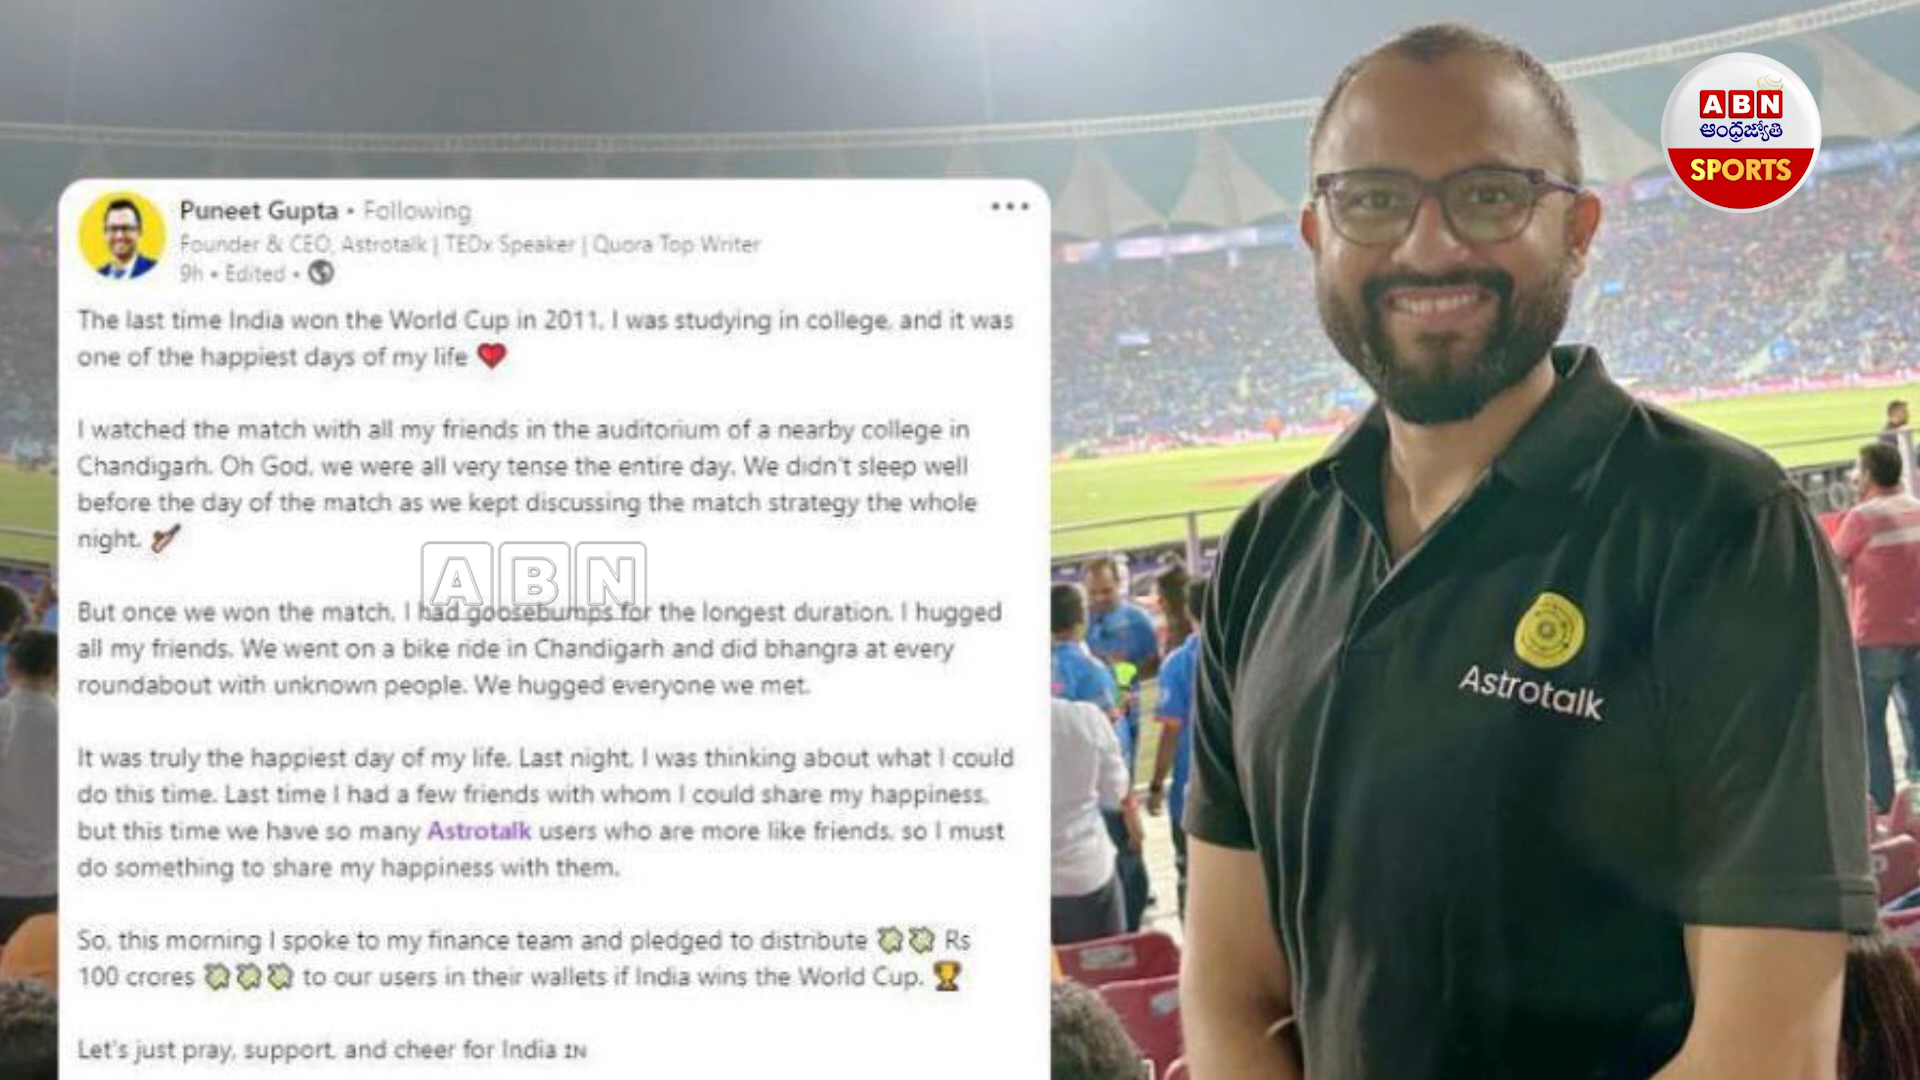 ABN
ఆంధ్రజ్యోతి
SPORTS
Puneet Gupta • Following
Founder & CEO, Astrotalk | TEDx Speaker | Quora Top Writer
9h • Edited •
The last time India won the World Cup in 2011, I was studying in college, and it was
one of the happiest days of my life ❤️
I watched the match with all my friends in the auditorium of a nearby college in
Chandigarh. Oh God, we were all very tense the entire day. We didn't sleep well
before the day of the match as we kept discussing the match strategy the whole
night.
ABN
But once we won the match, I had goosebumps for the longest duration. I hugged
all my friends. We went on a bike ride in Chandigarh and did bhangra at every
roundabout with unknown people. We hugged everyone we met.
It was truly the happiest day of my life. Last night, I was thinking about what I could
do this time. Last time I had a few friends with whom I could share my happiness,
but this time we have so many Astrotalk users who are more like friends, so I must
do something to share my happiness with them.
So, this morning I spoke to my finance team and pledged to distribute 💸💸 Rs
100 crores 💸💸💸 to our users in their wallets if India wins the World Cup. 🏆
Let's just pray, support, and cheer for India IN
Astrotalk